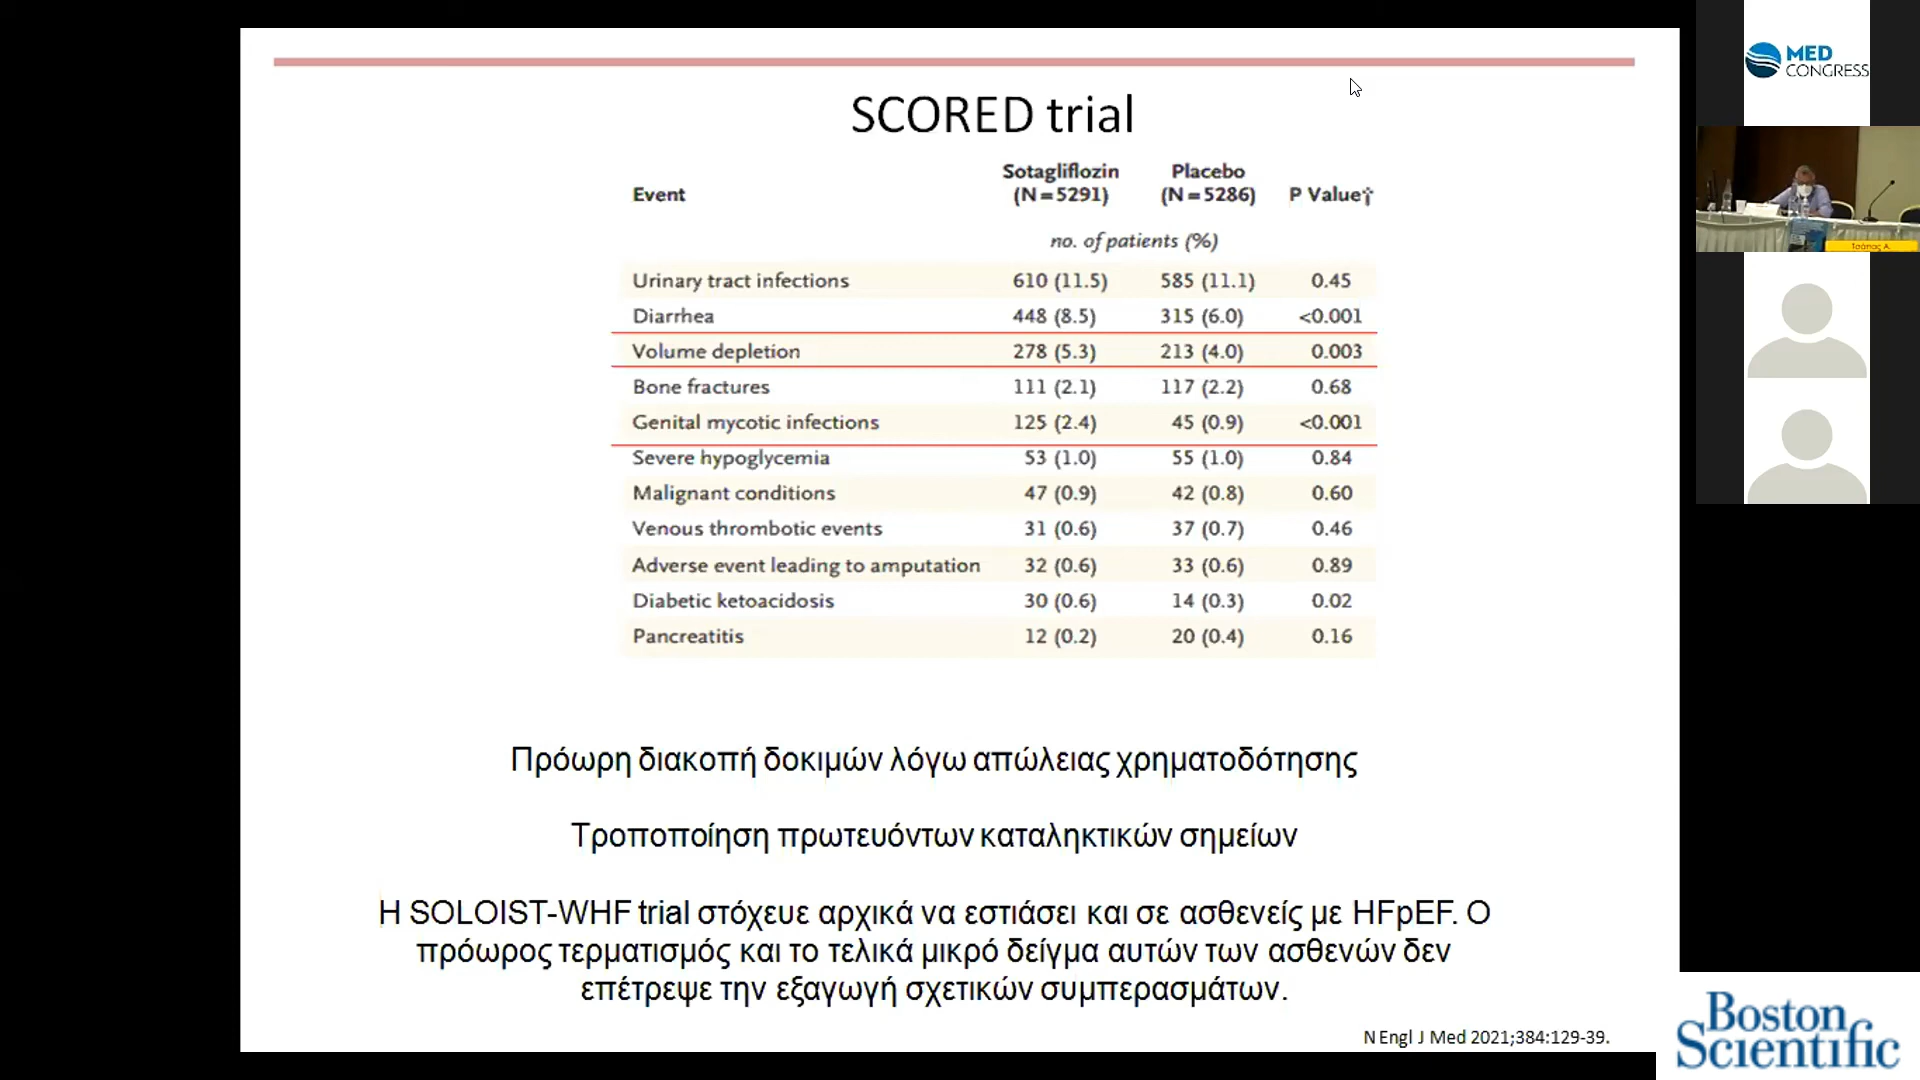 SCORED trial
Event Sotagliflozin (N=5291) Placebo (N=5286) P Value†
no. of patients (%)
Urinary tract infections 610 (11.5) 585 (11.1) 0.45
Diarrhea 448 (8.5) 315 (6.0) <0.001
Volume depletion 278 (5.3) 213 (4.0) 0.003
Bone fractures 111 (2.1) 117 (2.2) 0.68
Genital mycotic infections 125 (2.4) 45 (0.9) <0.001
Severe hypoglycemia 53 (1.0) 55 (1.0) 0.84
Malignant conditions 47 (0.9) 42 (0.8) 0.60
Venous thrombotic events 31 (0.6) 37 (0.7) 0.46
Adverse event leading to amputation 32 (0.6) 33 (0.6) 0.89
Diabetic ketoacidosis 30 (0.6) 14 (0.3) 0.02
Pancreatitis 12 (0.2) 20 (0.4) 0.16
Πρόωρη διακοπή δοκιμών λόγω απώλειας χρηματοδότησης
Τροποποίηση πρωτευόντων καταληκτικών σημείων
Η SOLOIST-WHF trial στόχευε αρχικά να εστιάσει και σε ασθενείς με HFpEF. Ο
πρόωρος τερματισμός και το τελικά μικρό δείγμα αυτών των ασθενών δεν
επέτρεψε την εξαγωγή σχετικών συμπερασμάτων.
N Engl J Med 2021;384:129-39.
MED
CONGRESS
Τσάπας Α.
Boston
Scientific